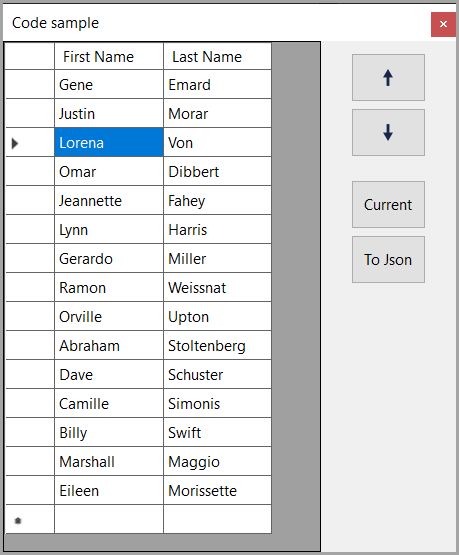 Code sample
First Name Last Name
Gene Emard
Justin Morar
Lorena Von
Omar Dibbert
Jeannette Fahey
Lynn Harris
Gerardo Miller
Ramon Weissnat
Orville Upton
Abraham Stoltenberg
Dave Schuster
Camille Simonis
Billy Swift
Marshall Maggio
Eileen Morissette
Current
To Json